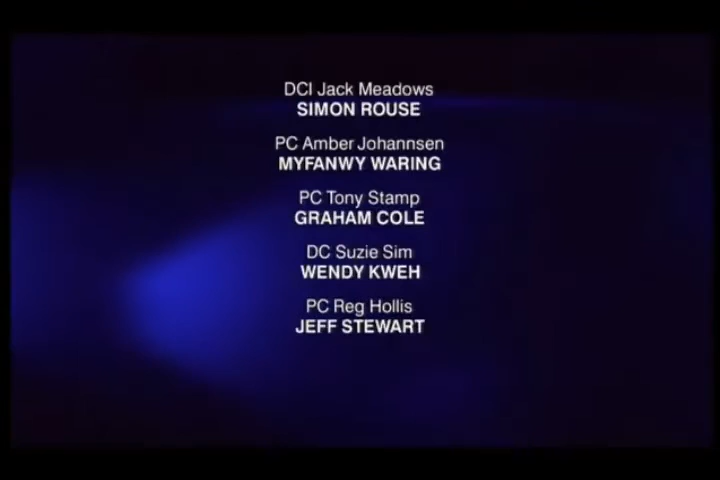 DCI Jack Meadows
SIMON ROUSE
PC Amber Johannsen
MYFANWY WARING
PC Tony Stamp
GRAHAM COLE
DC Suzie Sim
WENDY KWEH
PC Reg Hollis
JEFF STEWART